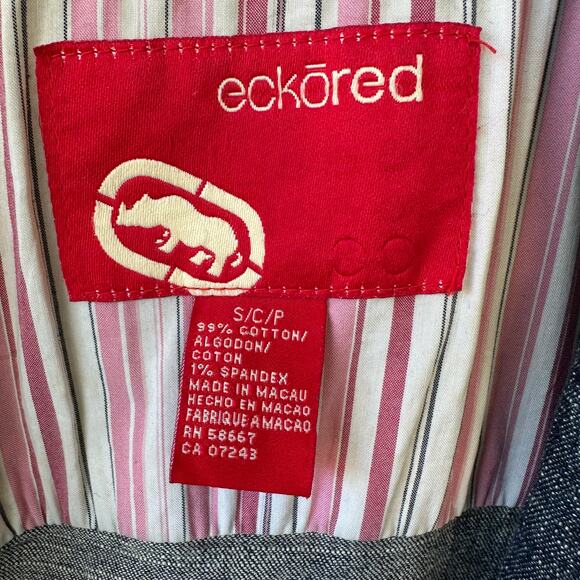 eckōred
S/C/P
99% COTTON/
ALGODON/
COTON
1% SPANDEX
MADE IN MACAU
HECHO EN MACAO
FABRIQUE A MACAO
RN 58667
CA 07243